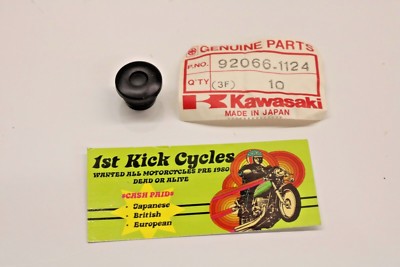 GENUINE PARTS
P.NO. 92066-1124
Q'TY (3F) 10
Kawasaki
MADE IN JAPAN
1st Kick Cycles
WANTED ALL MOTORCYCLES PRE 1980
DEAD OR ALIVE
*CASH PAID*
• Japanese
• British
• European